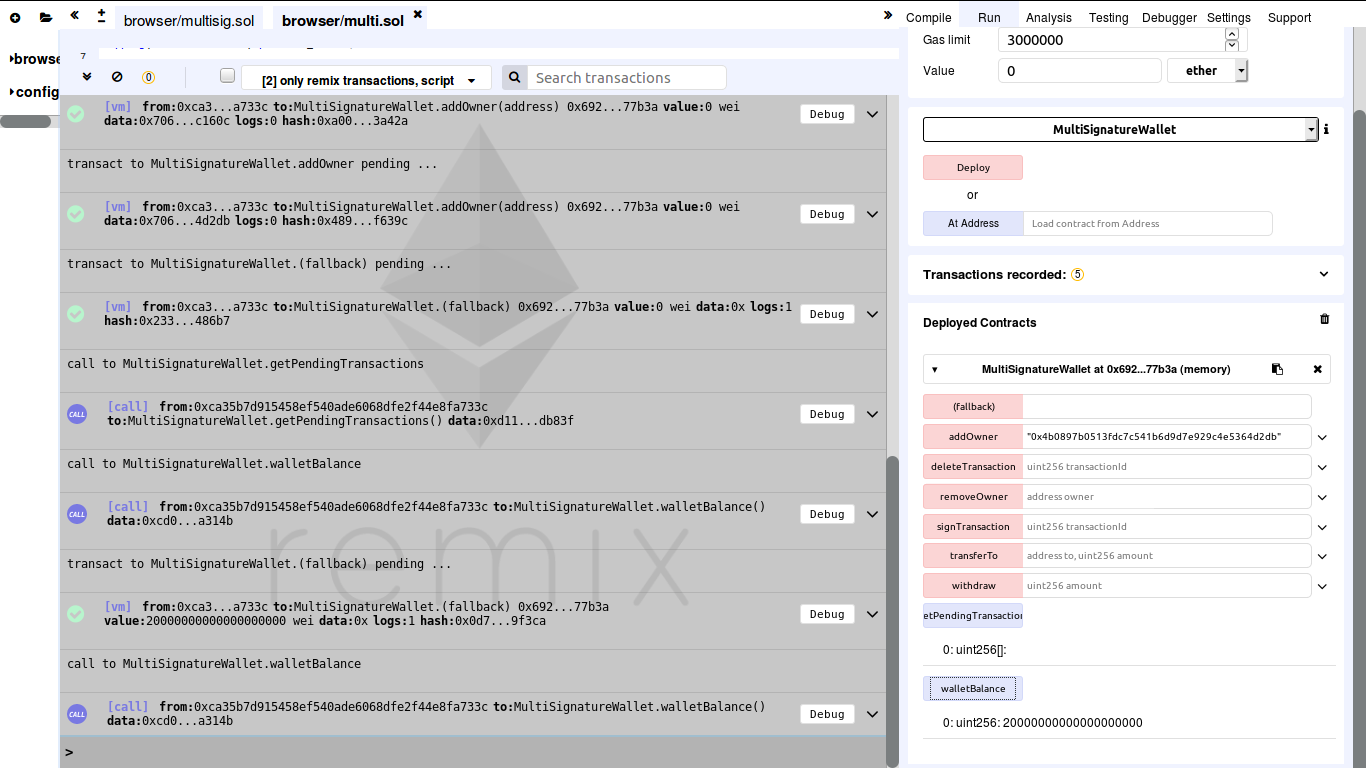 browser/multisig.sol
browser/multi.sol
Compile
Run
Analysis
Testing
Debugger
Settings
Support
browse
config
7
0
[2] only remix transactions, script
Search transactions
[vm] from:0xca3...a733c to:MultiSignatureWallet.addOwner(address) 0x692...77b3a value:0 wei
data:0x706...c160c logs:0 hash:0xa00...3a42a
Debug
transact to MultiSignatureWallet.addOwner pending ...
[vm] from:0xca3...a733c to:MultiSignatureWallet.addOwner(address) 0x692...77b3a value:0 wei
data:0x706...4d2db logs:0 hash:0x489...f639c
Debug
transact to MultiSignatureWallet.(fallback) pending ...
[vm] from:0xca3...a733c to:MultiSignatureWallet.(fallback) 0x692...77b3a value:0 wei data:0x logs:1
hash:0x233...486b7
Debug
call to MultiSignatureWallet.getPendingTransactions
CALL
[call] from:0xca35b7d915458ef540ade6068dfe2f44e8fa733c
to:MultiSignatureWallet.getPendingTransactions() data:0xd11...db83f
Debug
call to MultiSignatureWallet.walletBalance
CALL
[call] from:0xca35b7d915458ef540ade6068dfe2f44e8fa733c to:MultiSignatureWallet.walletBalance()
data:0xcd0...a314b
Debug
remix
transact to MultiSignatureWallet.(fallback) pending ...
[vm] from:0xca3...a733c to:MultiSignatureWallet.(fallback) 0x692...77b3a
value:20000000000000000000 wei data:0x logs:1 hash:0x0d7...9f3ca
Debug
call to MultiSignatureWallet.walletBalance
CALL
[call] from:0xca35b7d915458ef540ade6068dfe2f44e8fa733c to:MultiSignatureWallet.walletBalance()
data:0xcd0...a314b
Debug
>
Gas limit
3000000
Value
0
ether
MultiSignatureWallet
Deploy
or
At Address
Load contract from Address
Transactions recorded: 5
Deployed Contracts
MultiSignatureWallet at 0x692...77b3a (memory)
(fallback)
addOwner
"0x4b0897b0513fdc7c541b6d9d7e929c4e5364d2db"
deleteTransaction
uint256 transactionId
removeOwner
address owner
signTransaction
uint256 transactionId
transferTo
address to, uint256 amount
withdraw
uint256 amount
etPendingTransaction
0: uint256[]:
walletBalance
0: uint256: 20000000000000000000